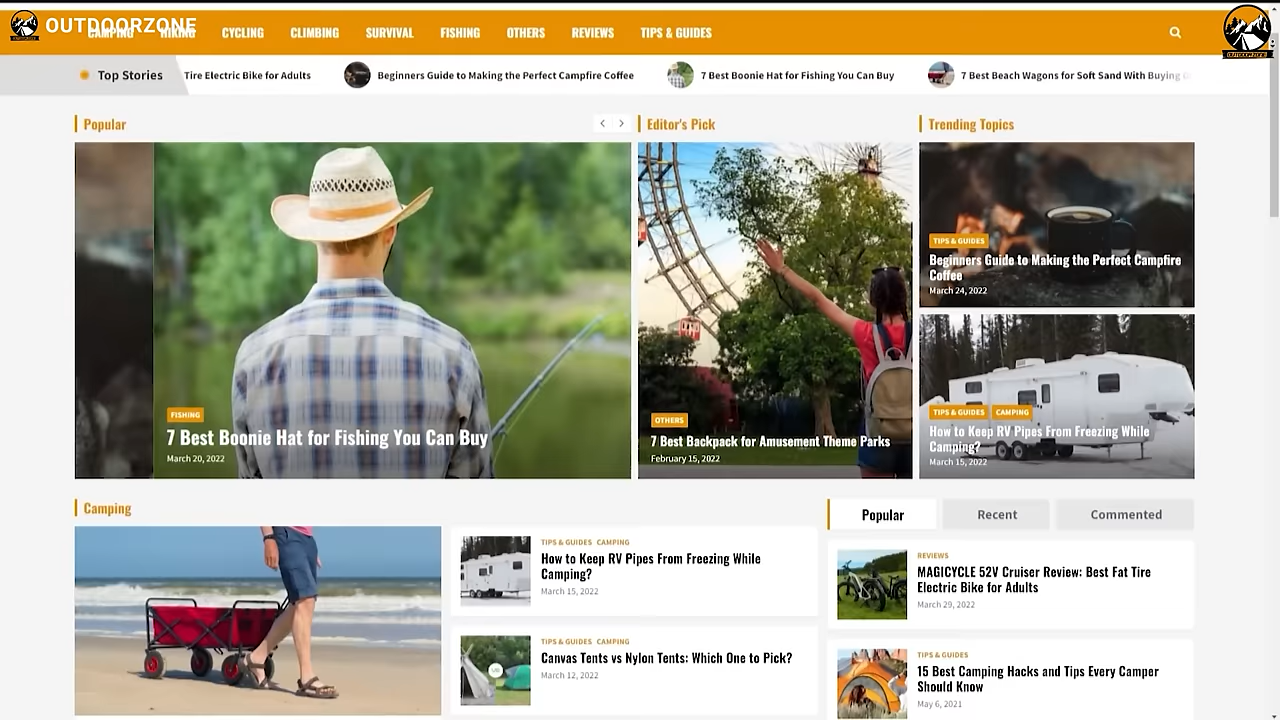 OUTDOORZONE
CAMPING HIKING CYCLING CLIMBING SURVIVAL FISHING OTHERS REVIEWS TIPS & GUIDES
Top Stories Tire Electric Bike for Adults Beginners Guide to Making the Perfect Campfire Coffee 7 Best Boonie Hat for Fishing You Can Buy 7 Best Beach Wagons for Soft Sand With Buying
Popular
Editor's Pick
Trending Topics
FISHING
7 Best Boonie Hat for Fishing You Can Buy
March 20, 2022
OTHERS
7 Best Backpack for Amusement Theme Parks
February 15, 2022
TIPS & GUIDES
Beginners Guide to Making the Perfect Campfire
Coffee
March 24, 2022
TIPS & GUIDES CAMPING
How to Keep RV Pipes From Freezing While
Camping?
March 15, 2022
Camping
TIPS & GUIDES CAMPING
How to Keep RV Pipes From Freezing While
Camping?
March 15, 2022
TIPS & GUIDES CAMPING
Canvas Tents vs Nylon Tents: Which One to Pick?
March 12, 2022
Popular Recent Commented
REVIEWS
MAGICYCLE 52V Cruiser Review: Best Fat Tire
Electric Bike for Adults
March 29, 2022
TIPS & GUIDES
15 Best Camping Hacks and Tips Every Camper
Should Know
May 6, 2021